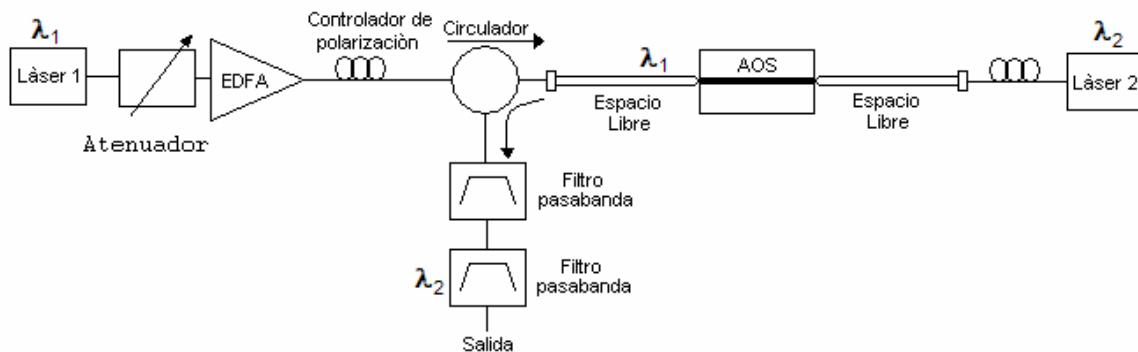 λ1
Láser 1
Atenuador
EDFA
Controlador de
polarizaciòn
Circulador
λ1
Espacio
Libre
AOS
Espacio
Libre
λ2
Làser 2
Filtro
pasabanda
λ2
Filtro
pasabanda
Salida